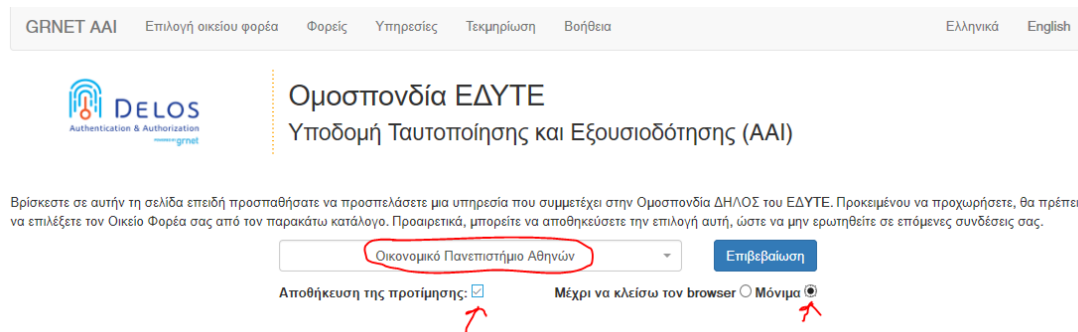 GRNET AAI Επιλογή οικείου φορέα Φορείς Υπηρεσίες Τεκμηρίωση Βοήθεια Ελληνικά English
DELOS
Authentication & Authorization
grnet
Ομοσπονδία ΕΔΥΤΕ
Υποδομή Ταυτοποίησης και Εξουσιοδότησης (ΑΑΙ)
Βρίσκεστε σε αυτήν τη σελίδα επειδή προσπαθήσατε να προσπελάσετε μια υπηρεσία που συμμετέχει στην Ομοσπονδία ΔΗΛΟΣ του ΕΔΥΤΕ. Προκειμένου να προχωρήσετε, θα πρέπει
να επιλέξετε τον Οικείο Φορέα σας από τον παρακάτω κατάλογο. Προαιρετικά, μπορείτε να αποθηκεύσετε την επιλογή αυτή, ώστε να μην ερωτηθείτε σε επόμενες συνδέσεις σας.
Οικονομικό Πανεπιστήμιο Αθηνών Επιβεβαίωση
Αποθήκευση της προτίμησης: Μέχρι να κλείσω τον browser Μόνιμα